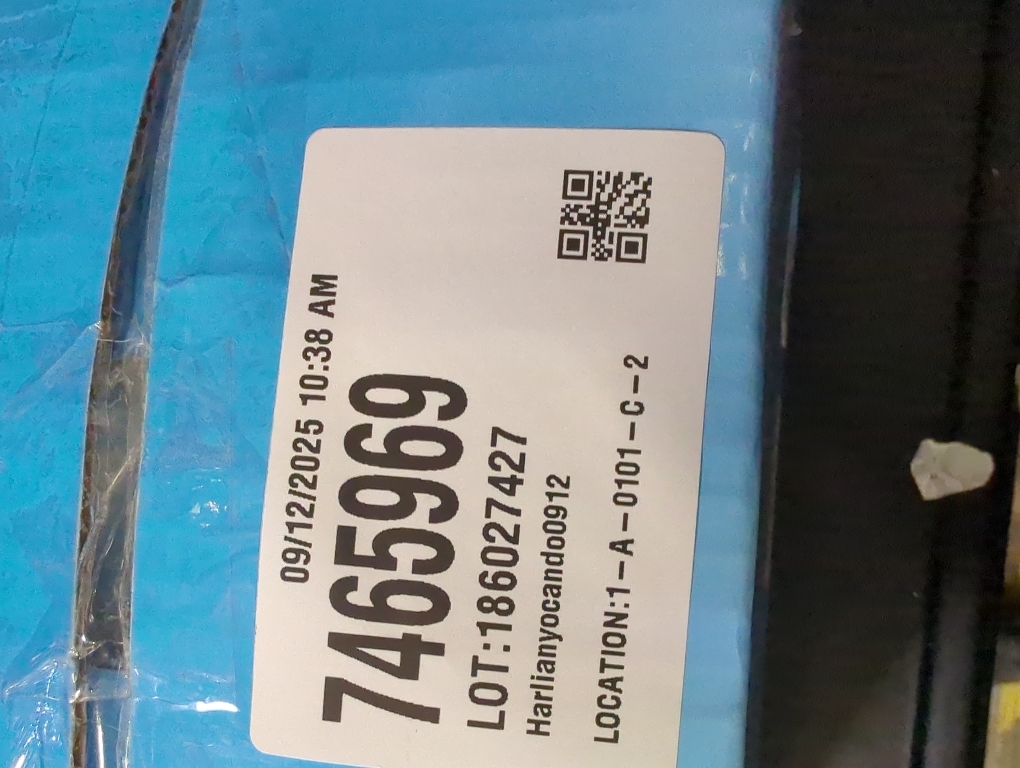 09/12/2025 10:38 AM
7465969
LOT:186027427
Harlianyocando0912
LOCATION:1-A-0101-C-2